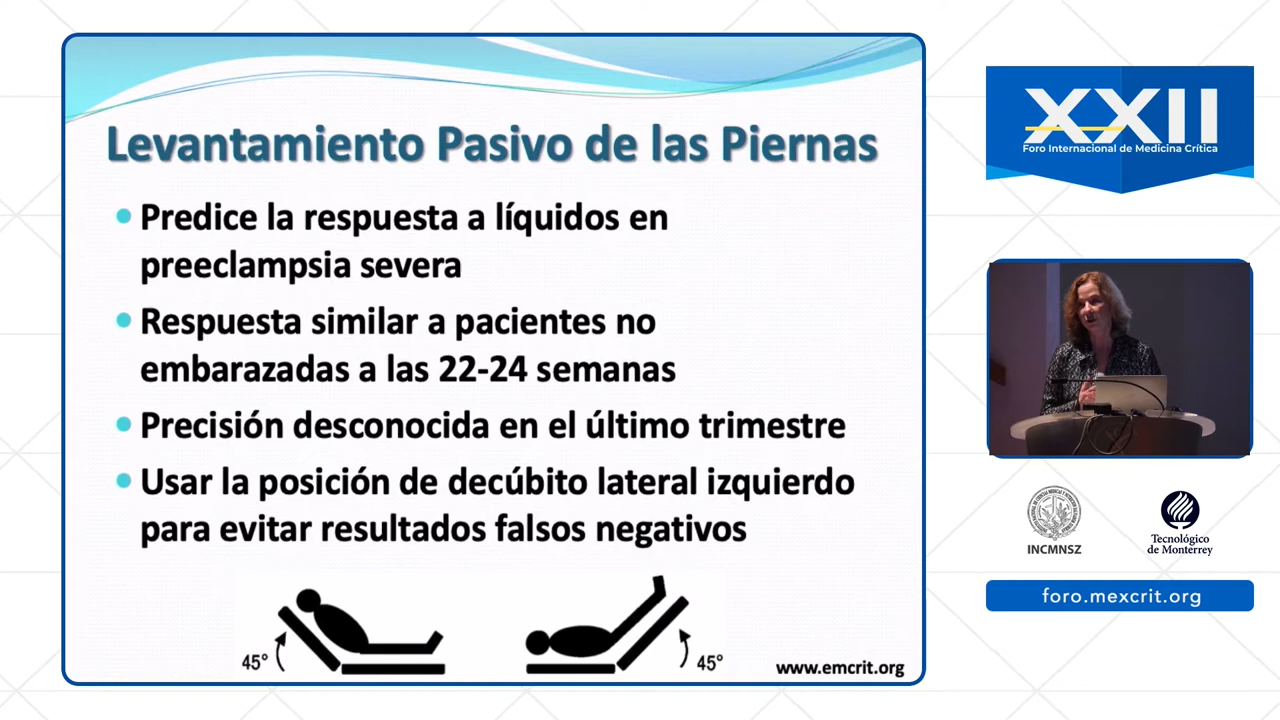 Levantamiento Pasivo de las Piernas
• Predice la respuesta a líquidos en
preeclampsia severa
• Respuesta similar a pacientes no
embarazadas a las 22-24 semanas
• Precisión desconocida en el último trimestre
• Usar la posición de decúbito lateral izquierdo
para evitar resultados falsos negativos
45°
45°
www.emcrit.org
XXII
Foro Internacional de Medicina Crítica
INCMNSZ
Tecnológico
de Monterrey
foro.mexcrit.org